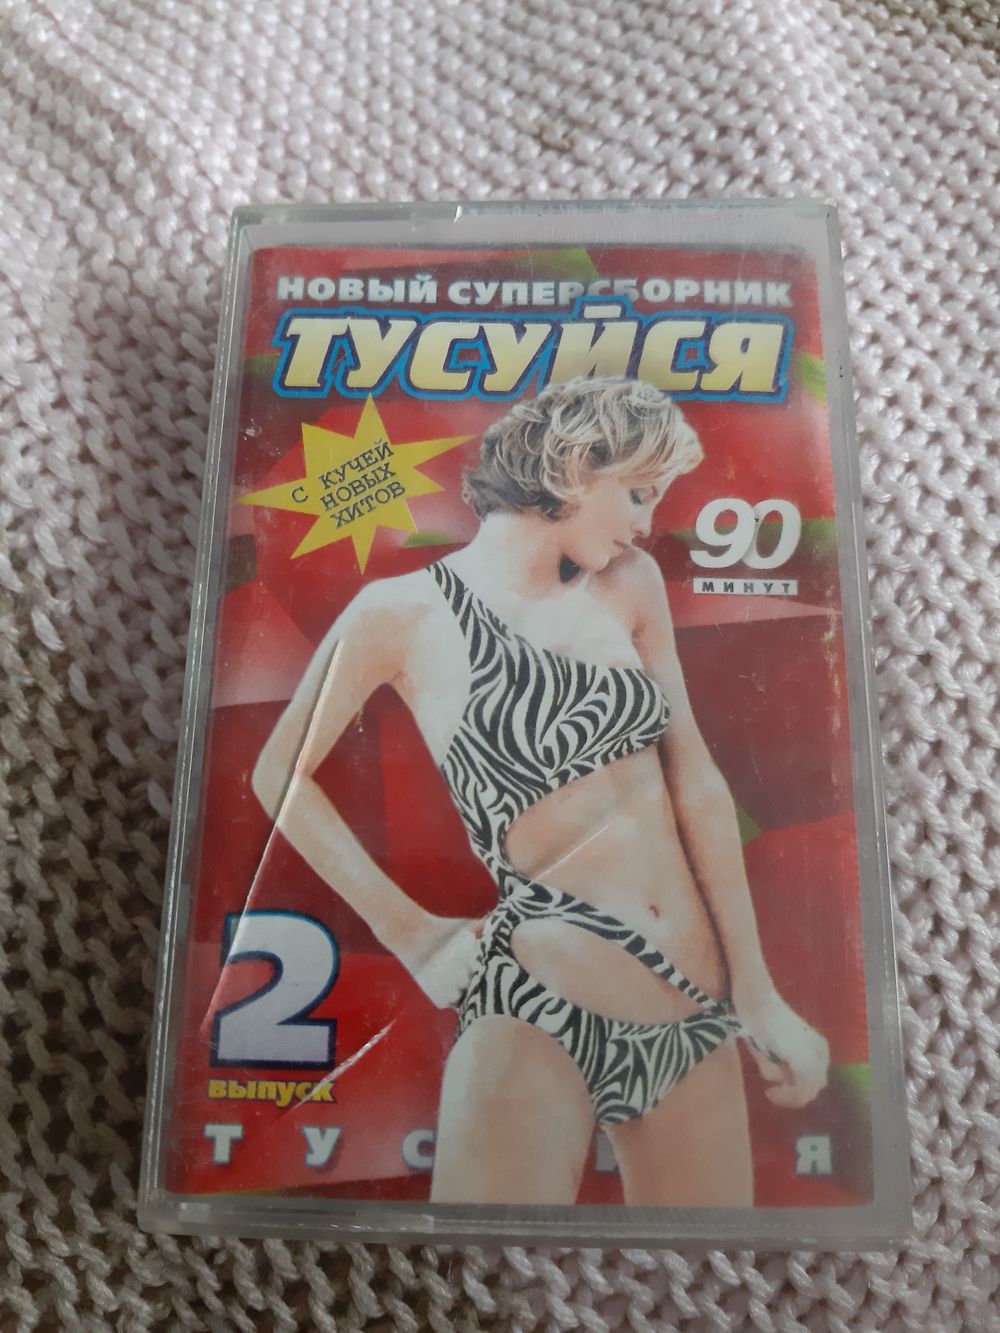 НОВЫЙ СУПЕРСБОРНИК
ТУСУЙСЯ
С КУЧЕЙ
НОВЫХ
ХИТОВ
90
МИНУТ
2
выпуск